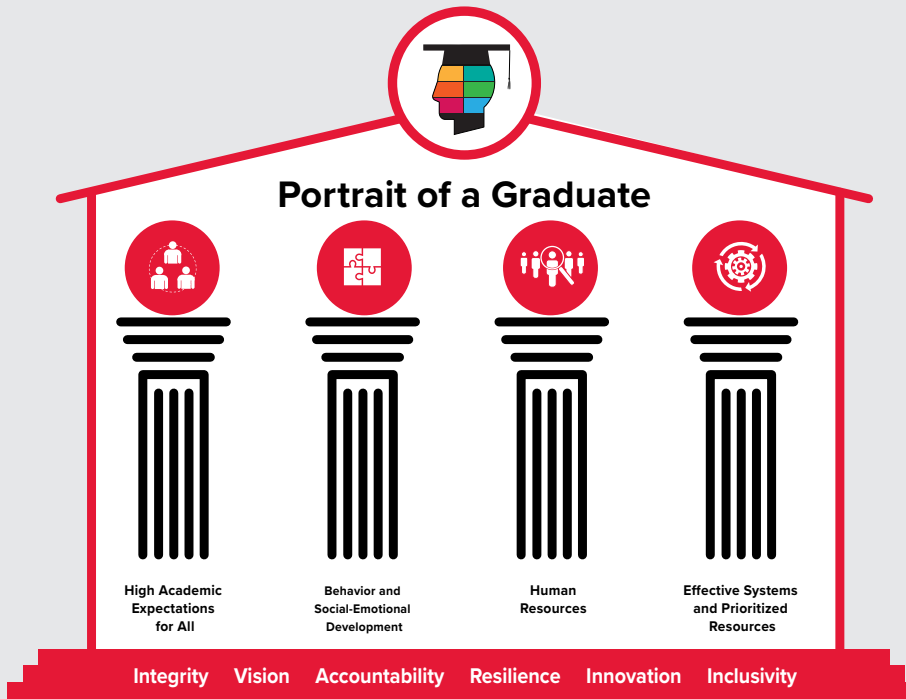 Portrait of a Graduate
High Academic
Expectations
for All
Behavior and
Social-Emotional
Development
Human
Resources
Effective Systems
and Prioritized
Resources
Integrity Vision Accountability Resilience Innovation Inclusivity